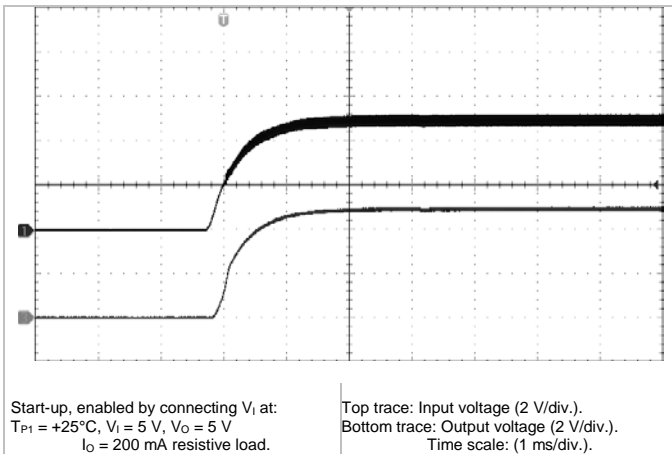 T
1
Start-up, enabled by connecting VI at:
TP1 = +25°C, VI = 5 V, VO = 5 V
IO = 200 mA resistive load.
Top trace: Input voltage (2 V/div.).
Bottom trace: Output voltage (2 V/div.).
Time scale: (1 ms/div.).